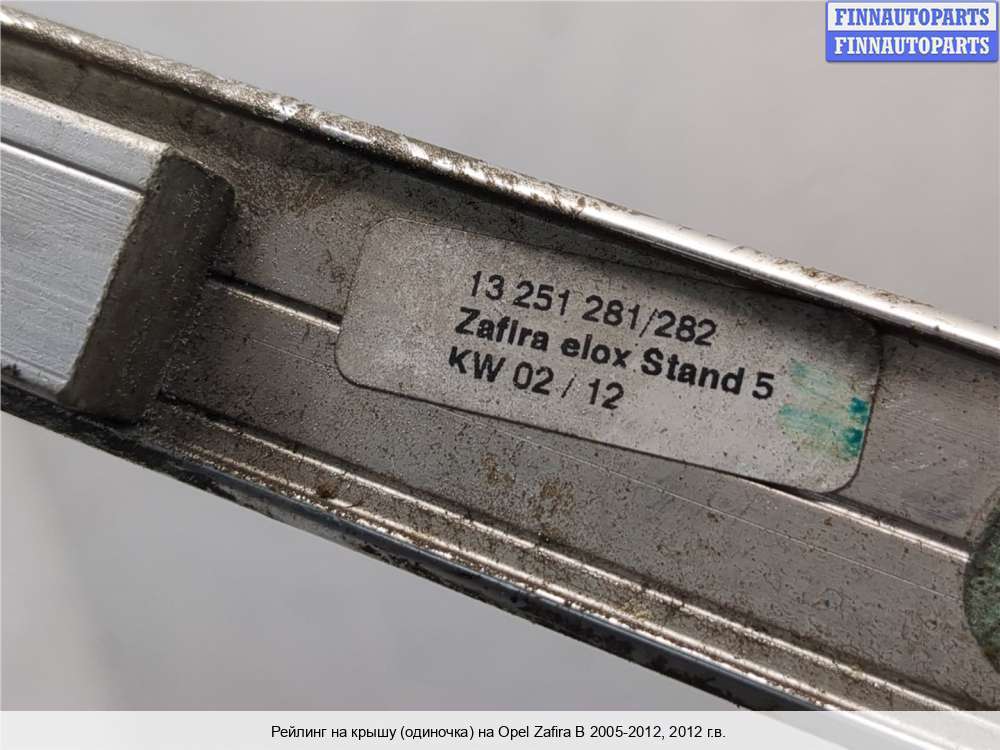 FINNAUTOPARTS
FINNAUTOPARTS
13 251 281/282
Zafira elox Stand 5
KW 02 / 12
Рейлинг на крышу (одиночка) на Opel Zafira B 2005-2012, 2012 г.в.